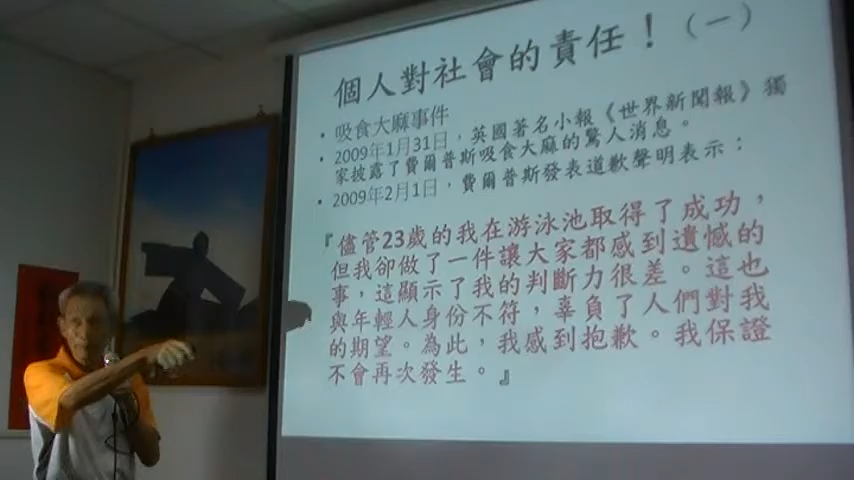 個人對社會的責任！（一）
• 吸食大麻事件
• 2009年1月31日，英國著名小報《世界新聞報》獨
家披露了費爾普斯吸食大麻的驚人消息。
• 2009年2月1日，費爾普斯發表道歉聲明表示：
『儘管23歲的我在游泳池取得了成功，
但我卻做了一件讓大家都感到遺憾的
事，這顯示了我的判斷力很差。這也
與年輕人身份不符，辜負了人們對我
的期望。為此，我感到抱歉。我保證
不會再次發生。』